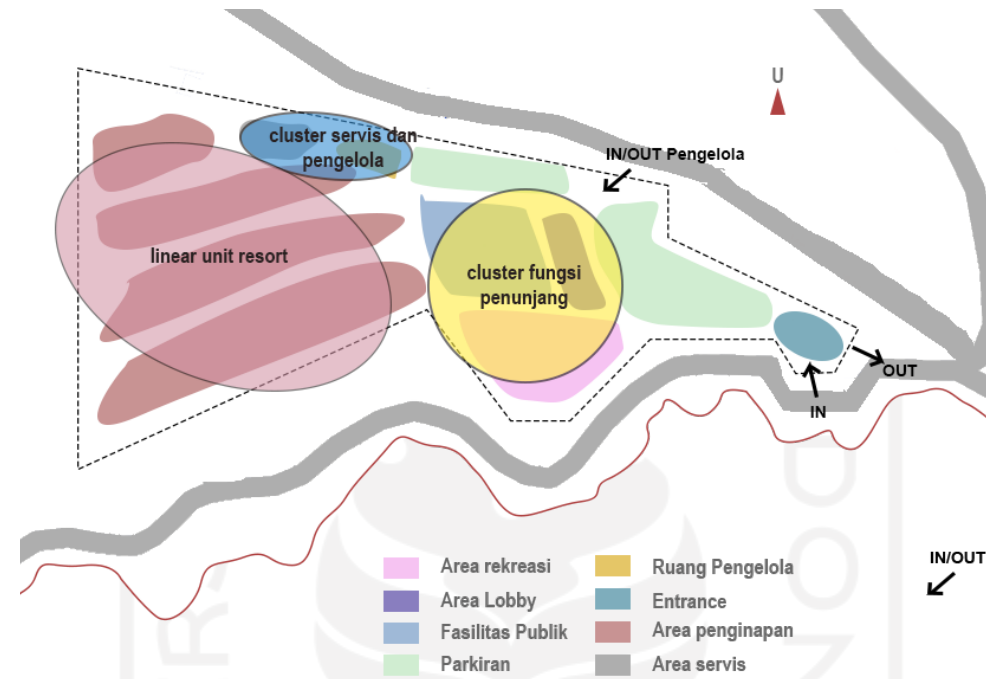 U
cluster servis dan
pengelola
IN/OUT Pengelola
linear unit resort
cluster fungsi
penunjang
OUT
IN
IN/OUT
Area rekreasi
Area Lobby
Fasilitas Publik
Parkiran
Ruang Pengelola
Entrance
Area penginapan
Area servis